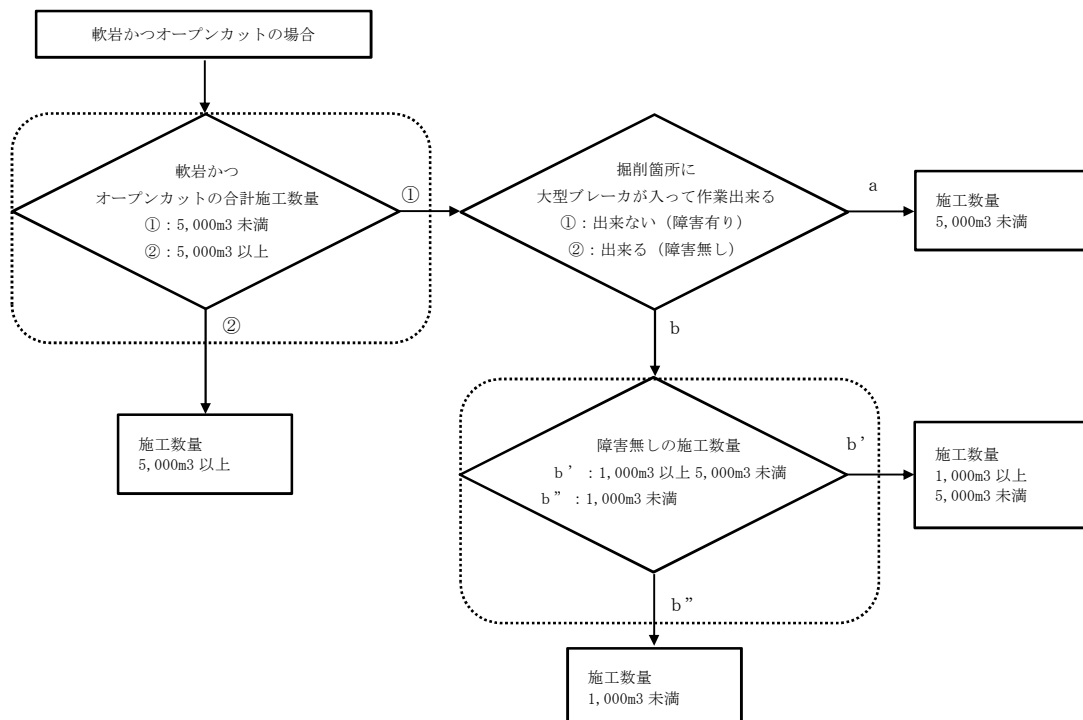 軟岩かつオープンカットの場合
軟岩かつ
オープンカットの合計施工数量
①：5,000m3 未満
②：5,000m3 以上
①
②
施工数量
5,000m3 以上
掘削箇所に
大型ブレーカが入って作業出来る
①：出来ない（障害有り）
②：出来る（障害無し）
a
施工数量
5,000m3 未満
b
障害無しの施工数量
b’：1,000m3 以上 5,000m3 未満
b”：1,000m3 未満
b’
施工数量
1,000m3 以上
5,000m3 未満
b”
施工数量
1,000m3 未満